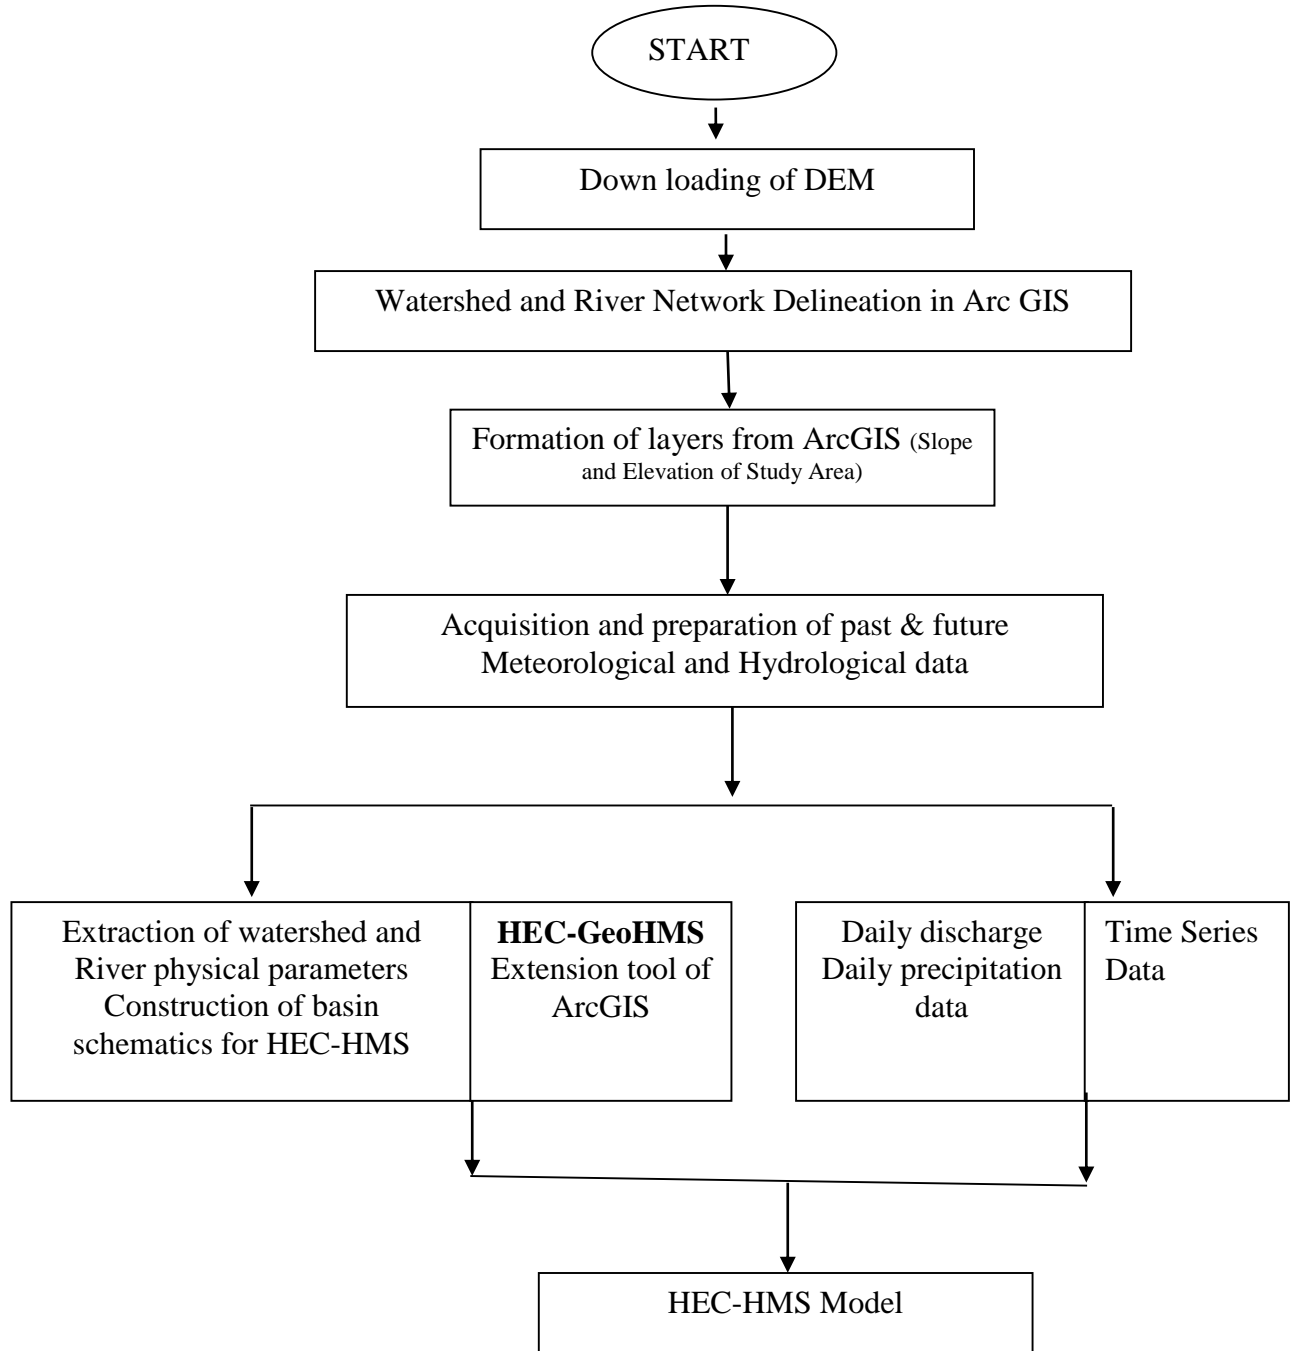 START
Down loading of DEM
Watershed and River Network Delineation in Arc GIS
Formation of layers from ArcGIS (Slope
and Elevation of Study Area)
Acquisition and preparation of past & future
Meteorological and Hydrological data
Extraction of watershed and
River physical parameters
Construction of basin
schematics for HEC-HMS
HEC-GeoHMS
Extension tool of
ArcGIS
Daily discharge
Daily precipitation
data
Time Series
Data
HEC-HMS Model